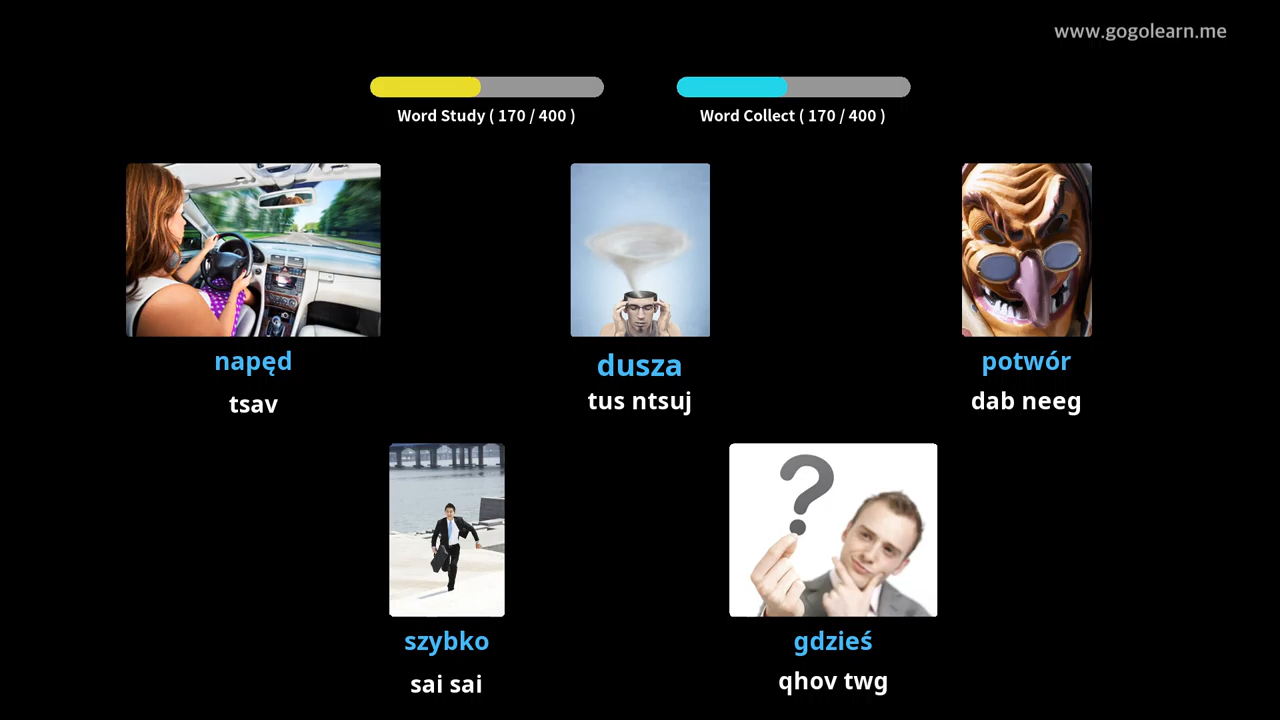 www.gogolearn.me
Word Study ( 170 / 400 )
Word Collect ( 170 / 400 )
napęd
tsav
dusza
tus ntsuj
potwór
dab neeg
szybko
sai sai
gdzieś
qhov twg